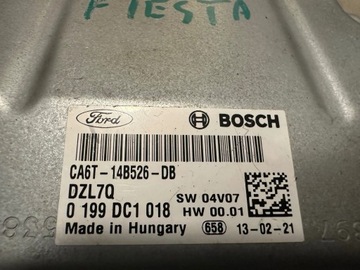 FIESTA
Ford
BOSCH
CA6T-14B526-DB
DZL7Q
0 199 DC1 018
SW 04V07
HW 00.01
Made in Hungary
658
13-02-21